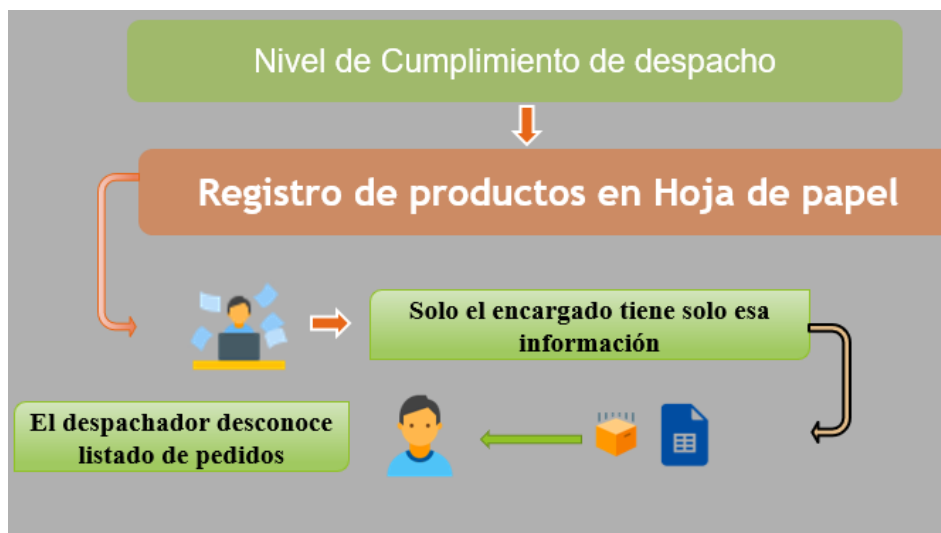 Nivel de Cumplimiento de despacho
Registro de productos en Hoja de papel
Solo el encargado tiene solo esa
información
El despachador desconoce
listado de pedidos